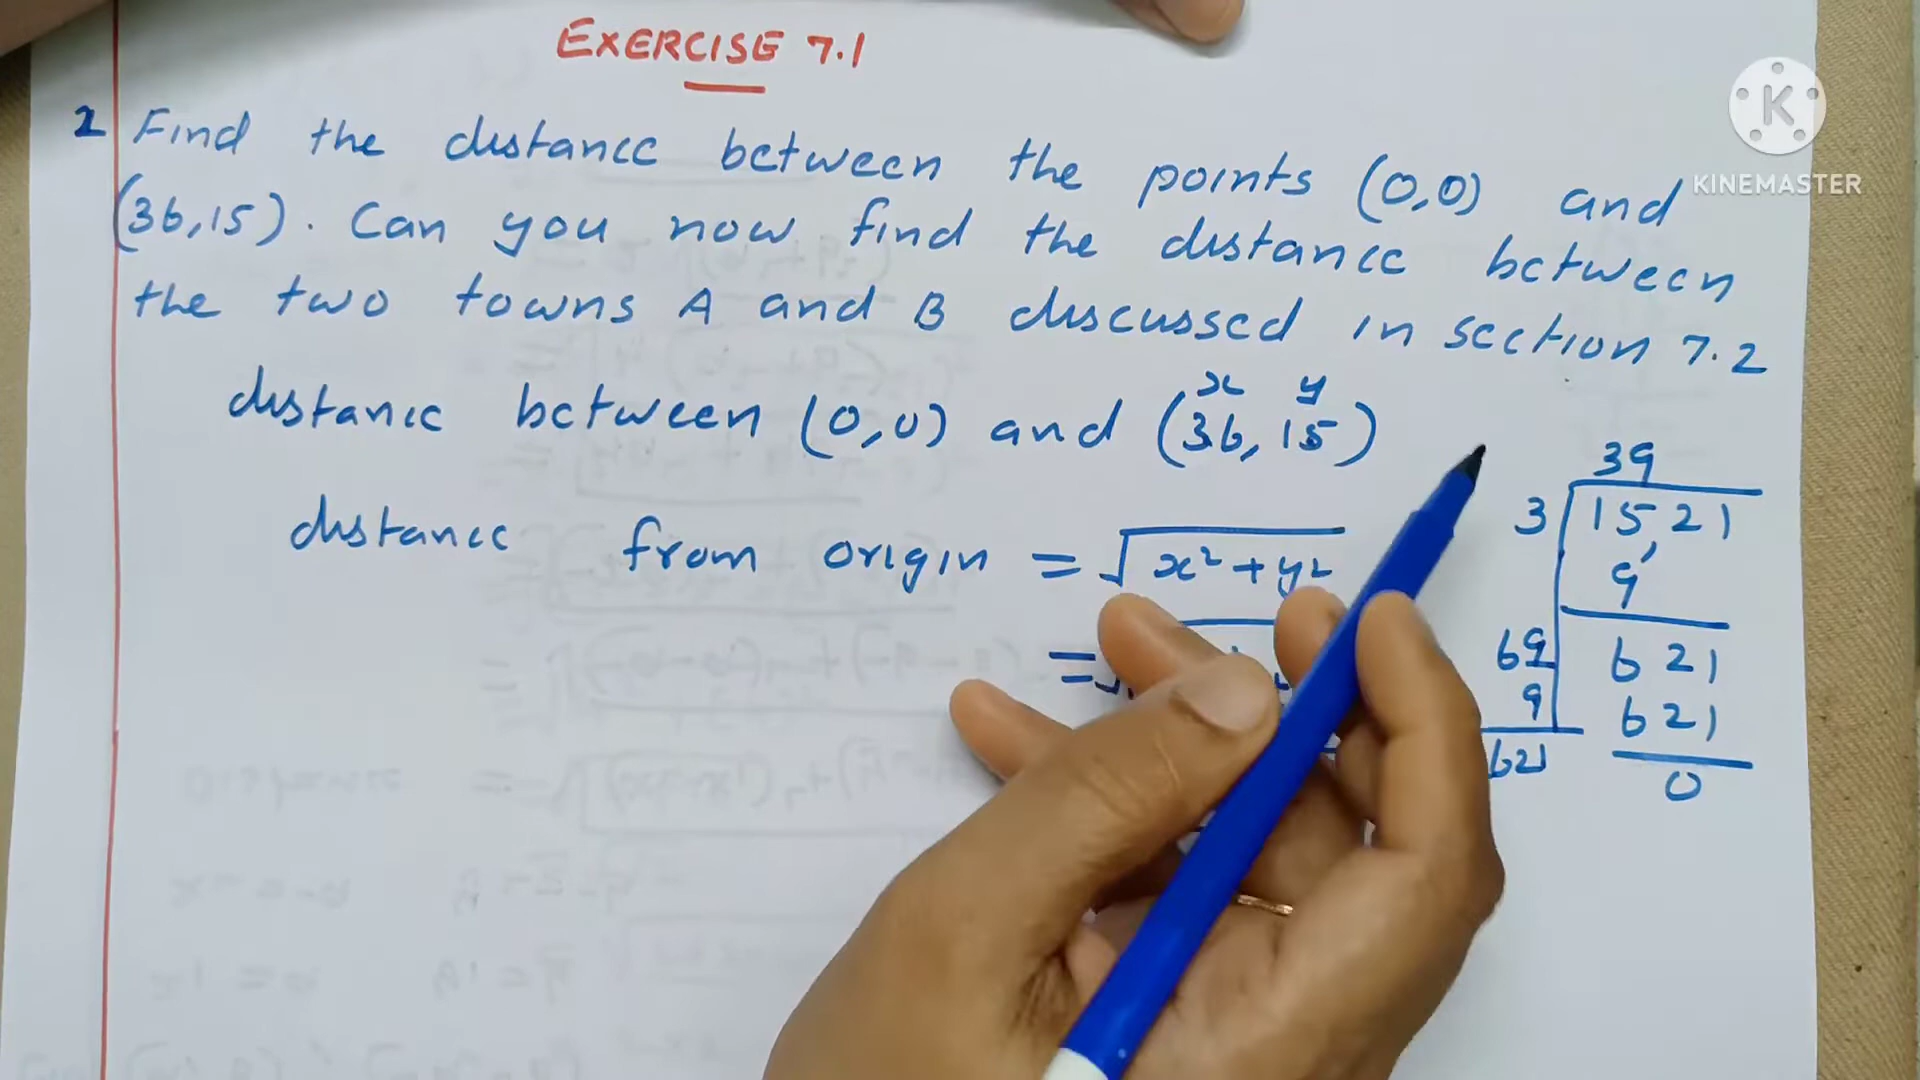 EXERCISE 7.1
2 Find the distance between the points (0,0) and
(36,15). Can you now find the distance between
the two towns A and B discussed in section 7.2
x y
distance between (0,0) and (36,15)
distance from origin = √x²+y²
=
39
3 15,21
9
69 621
9 621
621 0
KINEMASTER